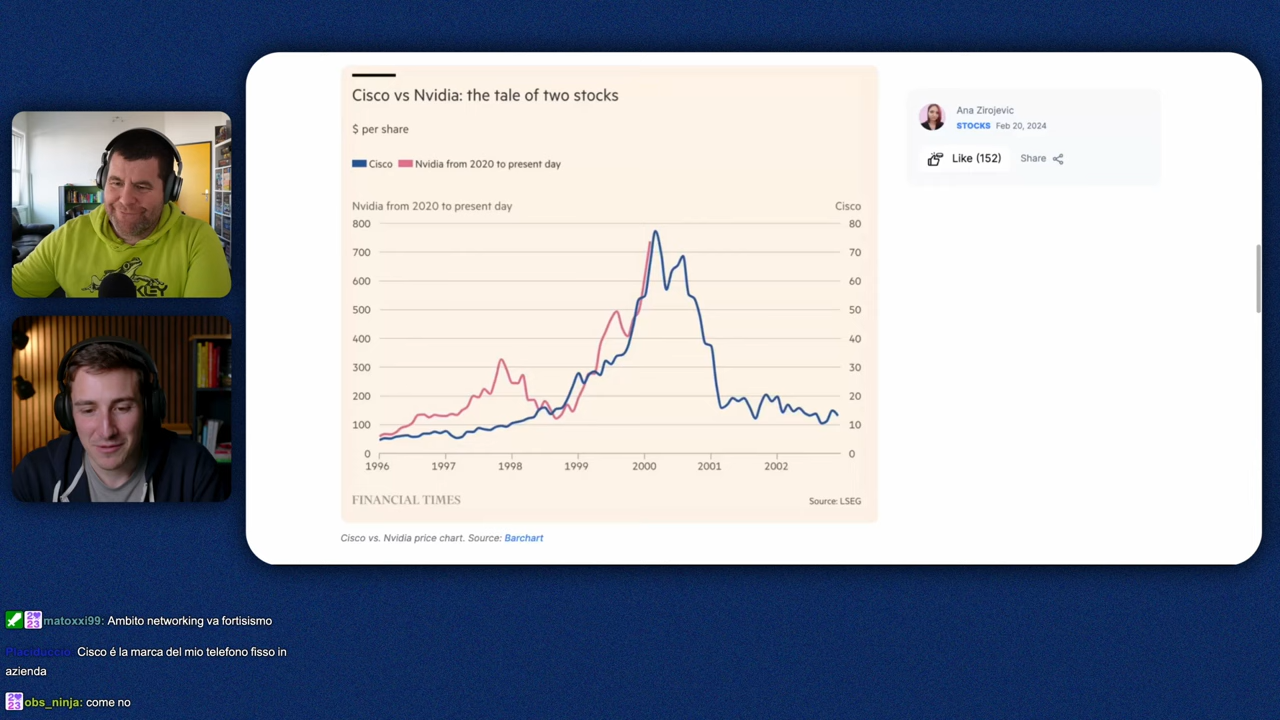 Cisco vs Nvidia: the tale of two stocks
$ per share
Cisco Nvidia from 2020 to present day
Nvidia from 2020 to present day Cisco
800 80
700 70
600 60
500 50
400 40
300 30
200 20
100 10
0 0
1996 1997 1998 1999 2000 2001 2002
FINANCIAL TIMES Source: LSEG
Cisco vs. Nvidia price chart. Source: Barchart
Ana Zirojevic
STOCKS Feb 20, 2024
Like (152) Share
matoxxi99: Ambito networking va fortisismo
Placiduccio: Cisco é la marca del mio telefono fisso in
azienda
obs_ninja: come no